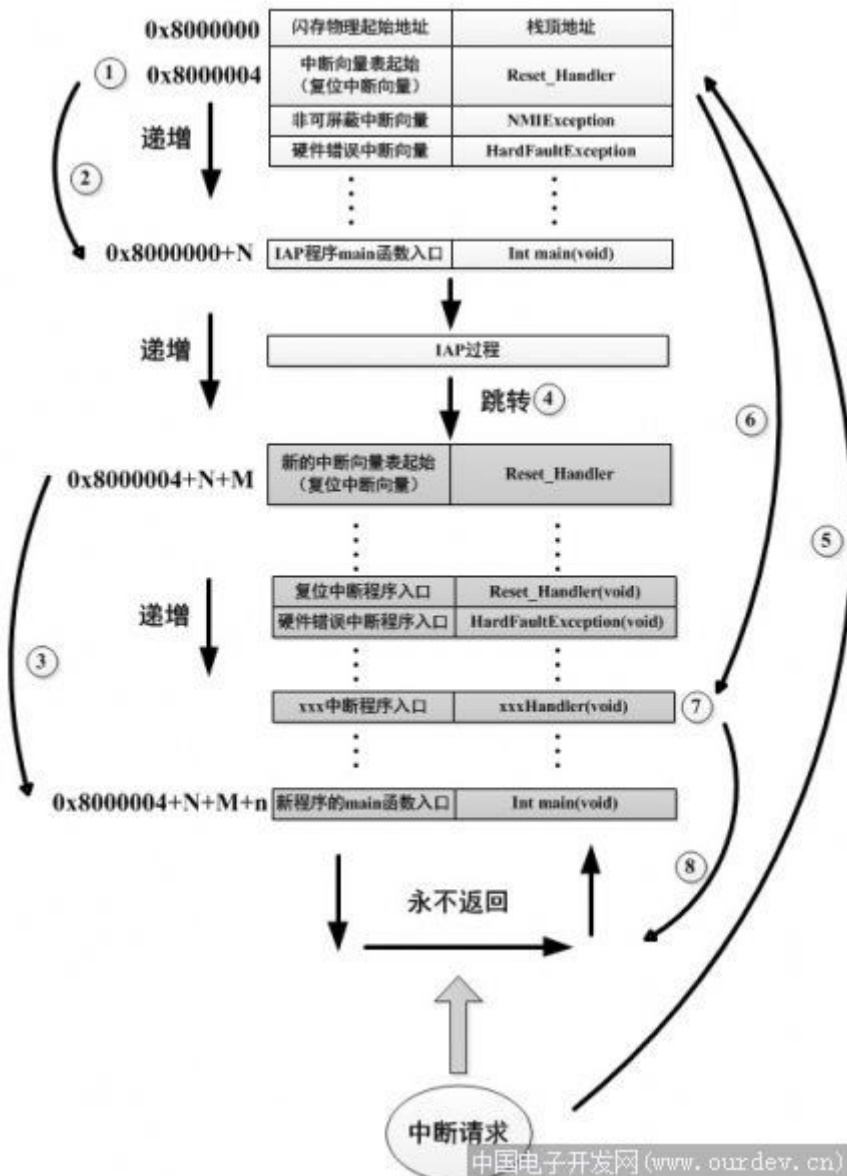 0x8000000 闪存物理起始地址 栈顶地址
① 0x8000004 中断向量表起始 Reset_Handler
（复位中断向量）
递增 非可屏蔽中断向量 NMIException
② 硬件错误中断向量 HardFaultException
0x8000000+N IAP程序main函数入口 Int main(void)
递增 IAP过程
跳转 ④ ⑥
0x8000004+N+M 新的中断向量表起始 Reset_Handler
（复位中断向量）
⑤
复位中断程序入口 Reset_Handler(void)
递增 硬件错误中断程序入口 HardFaultException(void)
③
xxx中断程序入口 xxxHandler(void) ⑦
0x8000004+N+M+n 新程序的main函数入口 Int main(void)
⑧
永不返回
中断请求
中国电子开发网(www.ourdev.cn)